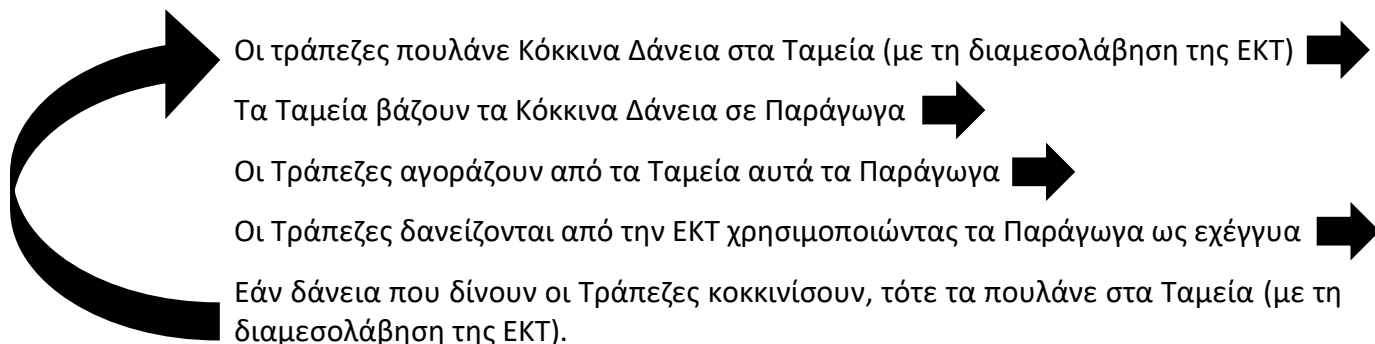 Οι τράπεζες πουλάνε Κόκκινα Δάνεια στα Ταμεία (με τη διαμεσολάβηση της ΕΚΤ)
Τα Ταμεία βάζουν τα Κόκκινα Δάνεια σε Παράγωγα
Οι Τράπεζες αγοράζουν από τα Ταμεία αυτά τα Παράγωγα
Οι Τράπεζες δανείζονται από την ΕΚΤ χρησιμοποιώντας τα Παράγωγα ως εχέγγυα
Εάν δάνεια που δίνουν οι Τράπεζες κοκκινίσουν, τότε τα πουλάνε στα Ταμεία (με τη
διαμεσολάβηση της ΕΚΤ).